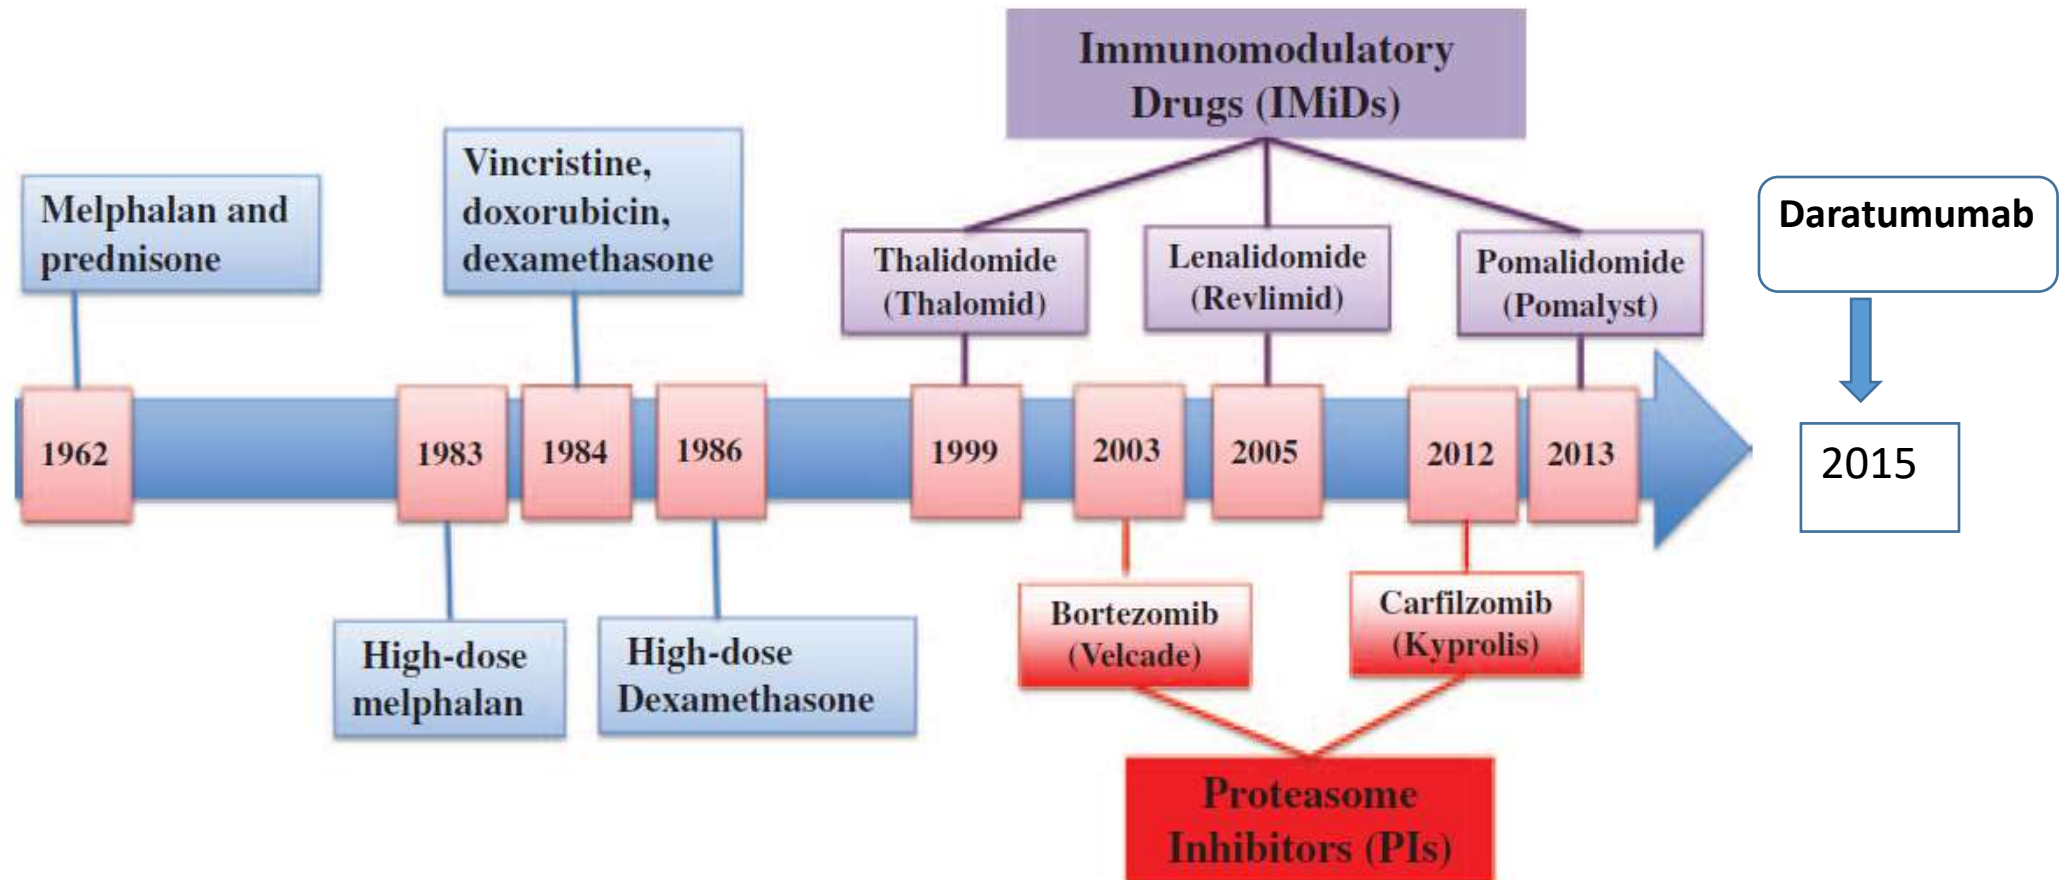 Immunomodulatory
Drugs (IMiDs)
Melphalan and
prednisone
Vincristine,
doxorubicin,
dexamethasone
Thalidomide
(Thalomid)
Lenalidomide
(Revlimid)
Pomalidomide
(Pomalyst)
Daratumumab
1962
1983
1984
1986
1999
2003
2005
2012
2013
2015
High-dose
melphalan
High-dose
Dexamethasone
Bortezomib
(Velcade)
Carfilzomib
(Kyprolis)
Proteasome
Inhibitors (PIs)